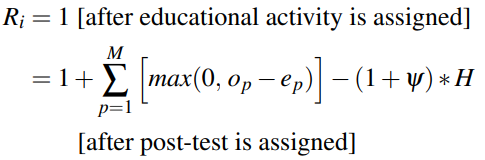 R_i = 1 [after educational activity is assigned]
= 1 + \sum_{p=1}^{M} [max(0, o_p − e_p)] − (1 + ψ) ∗ H
[after post-test is assigned]